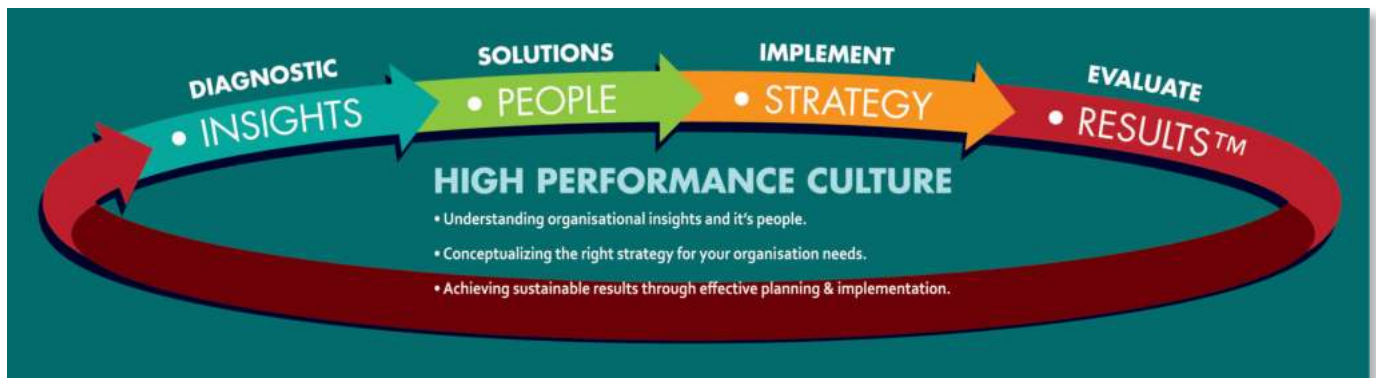 DIAGNOSTIC
• INSIGHTS
SOLUTIONS
• PEOPLE
IMPLEMENT
• STRATEGY
EVALUATE
• RESULTS™
HIGH PERFORMANCE CULTURE
• Understanding organisational insights and it's people.
• Conceptualizing the right strategy for your organisation needs.
• Achieving sustainable results through effective planning & implementation.